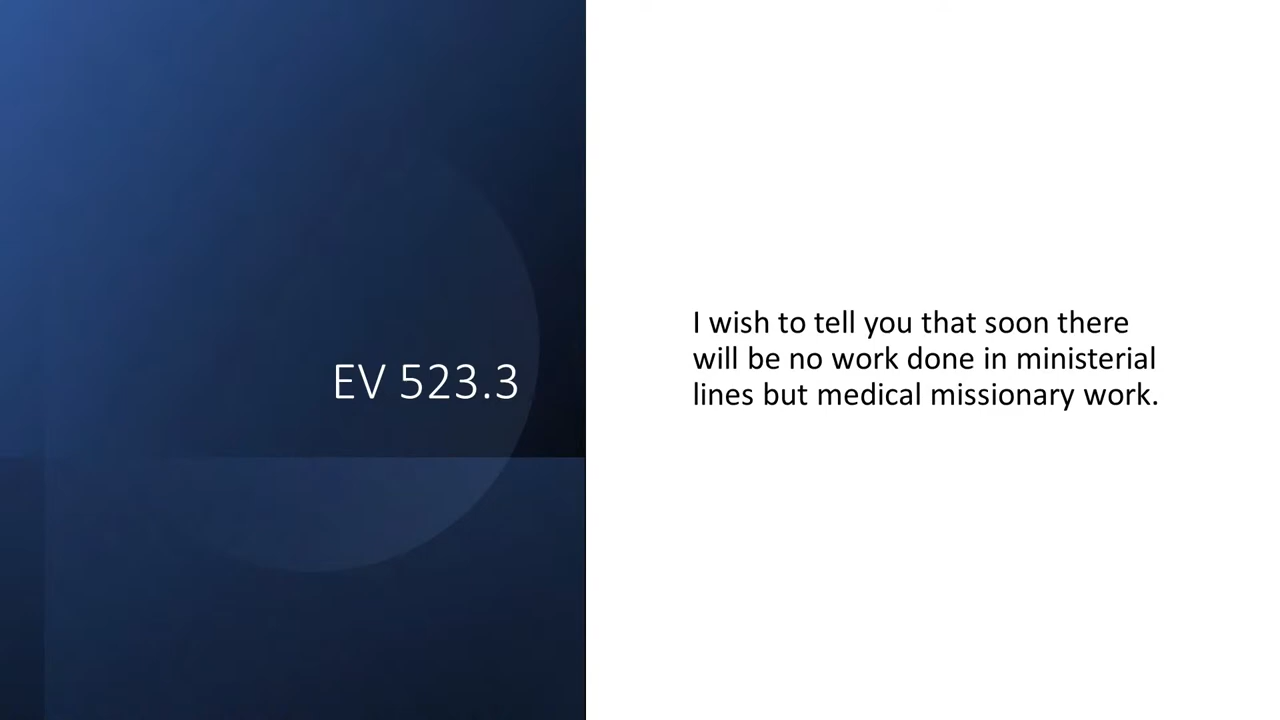 EV 523.3
I wish to tell you that soon there
will be no work done in ministerial
lines but medical missionary work.